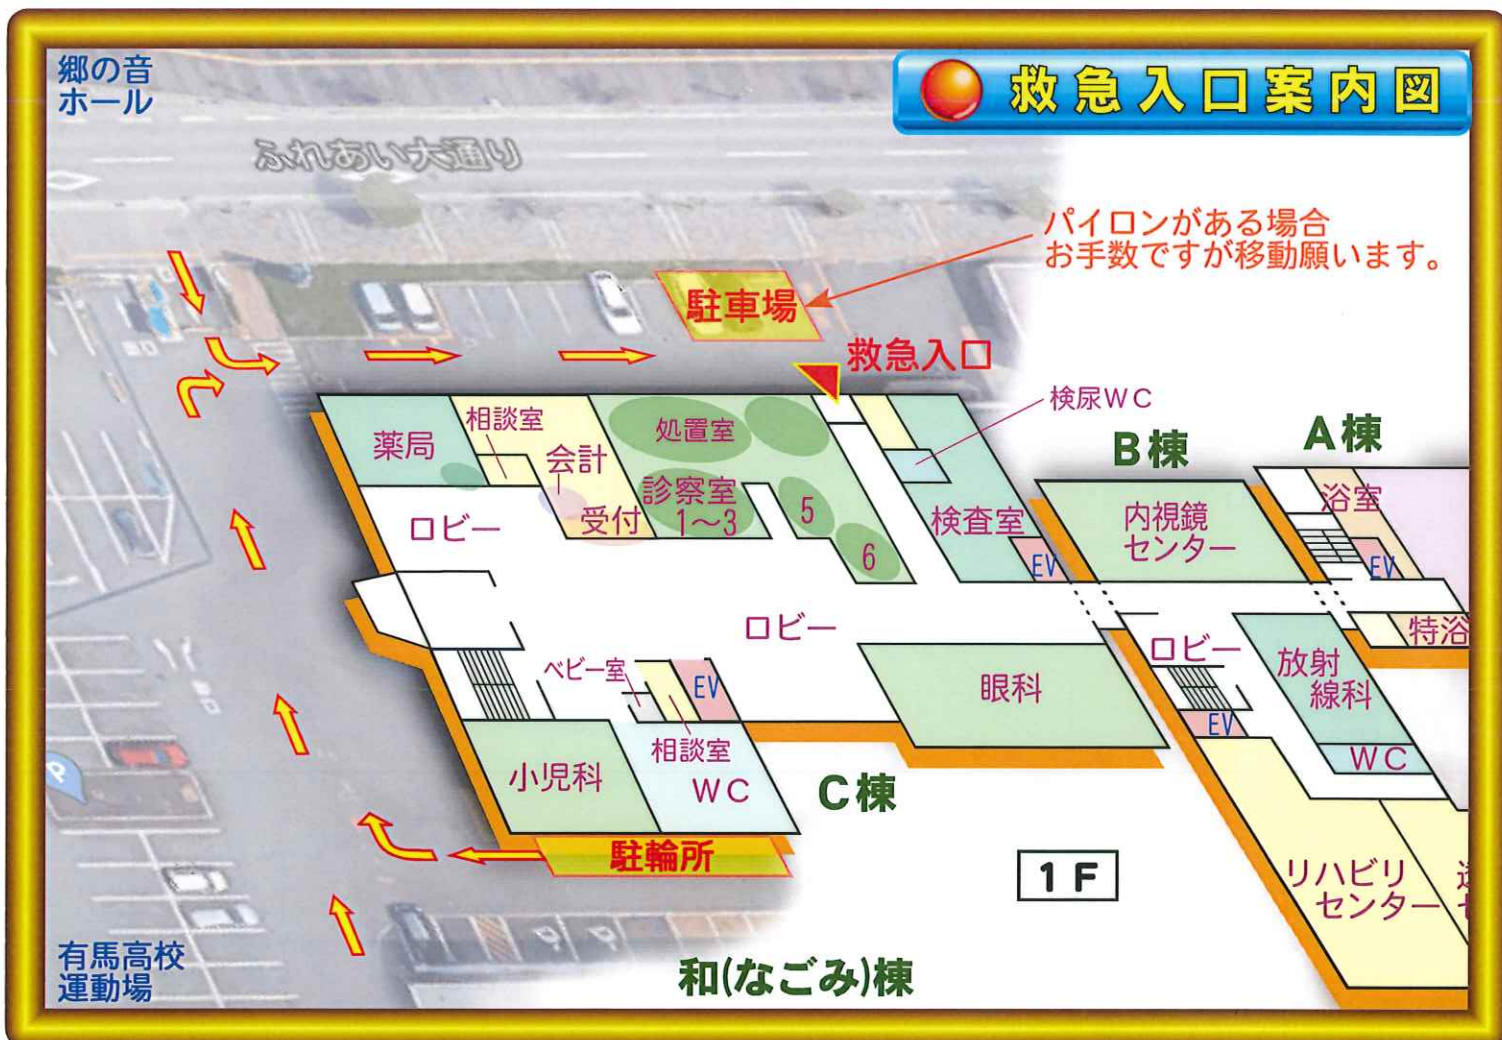 郷の音
ホール
救急入口案内図
ふれあい大通り
パイロンがある場合
お手数ですが移動願います。
駐車場
救急入口
検尿WC
A棟
B棟
相談室
処置室
薬局
会計
浴室
診察室
1～3
5
受付
検査室
内視鏡
センター
ロビー
6
EV
EV
ロビー
特浴
ロビー
放射
線科
ベビー室
EV
眼科
EV
相談室
WC
小児科
WC
C棟
P
駐輪所
1F
リハビリ
センター
有馬高校
運動場
和(なごみ)棟